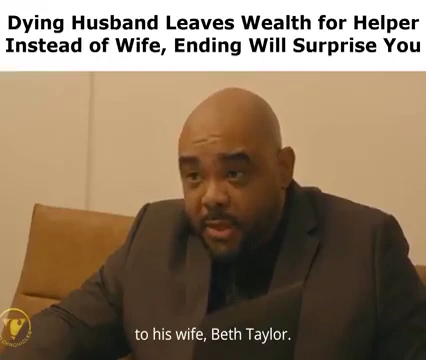 Dying Husband Leaves Wealth for Helper
Instead of Wife, Ending Will Surprise You
to his wife, Beth Taylor.